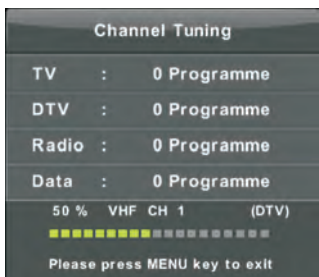 Channel Tuning
TV : 0 Programme
DTV : 0 Programme
Radio : 0 Programme
Data : 0 Programme
50 % VHF CH 1 (DTV)
Please press MENU key to exit